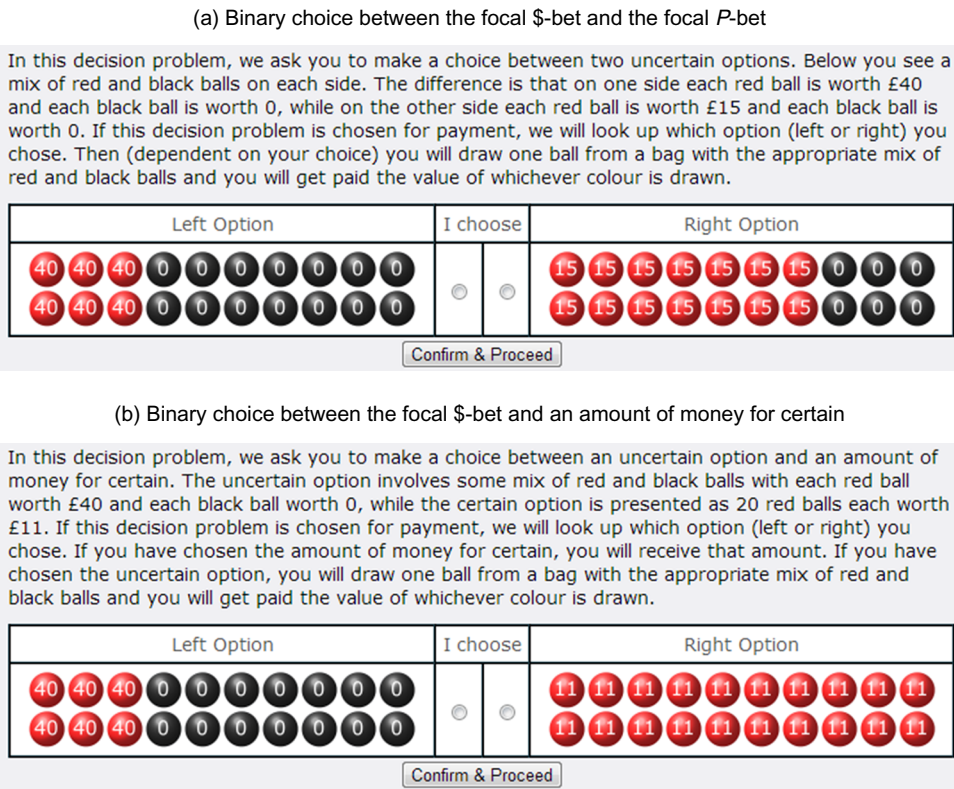 (a) Binary choice between the focal $-bet and the focal P-bet
In this decision problem, we ask you to make a choice between two uncertain options. Below you see a
mix of red and black balls on each side. The difference is that on one side each red ball is worth £40
and each black ball is worth 0, while on the other side each red ball is worth £15 and each black ball is
worth 0. If this decision problem is chosen for payment, we will look up which option (left or right) you
chose. Then (dependent on your choice) you will draw one ball from a bag with the appropriate mix of
red and black balls and you will get paid the value of whichever colour is drawn.
Left Option I choose Right Option
40 40 40 0 0 0 0 0 0 0 15 15 15 15 15 15 15 0 0 0
40 40 40 0 0 0 0 0 0 0 15 15 15 15 15 15 15 0 0 0
Confirm & Proceed
(b) Binary choice between the focal $-bet and an amount of money for certain
In this decision problem, we ask you to make a choice between an uncertain option and an amount of
money for certain. The uncertain option involves some mix of red and black balls with each red ball
worth £40 and each black ball worth 0, while the certain option is presented as 20 red balls each worth
£11. If this decision problem is chosen for payment, we will look up which option (left or right) you
chose. If you have chosen the amount of money for certain, you will receive that amount. If you have
chosen the uncertain option, you will draw one ball from a bag with the appropriate mix of red and
black balls and you will get paid the value of whichever colour is drawn.
Left Option I choose Right Option
40 40 40 0 0 0 0 0 0 0 11 11 11 11 11 11 11 11 11 11
40 40 40 0 0 0 0 0 0 0 11 11 11 11 11 11 11 11 11 11
Confirm & Proceed